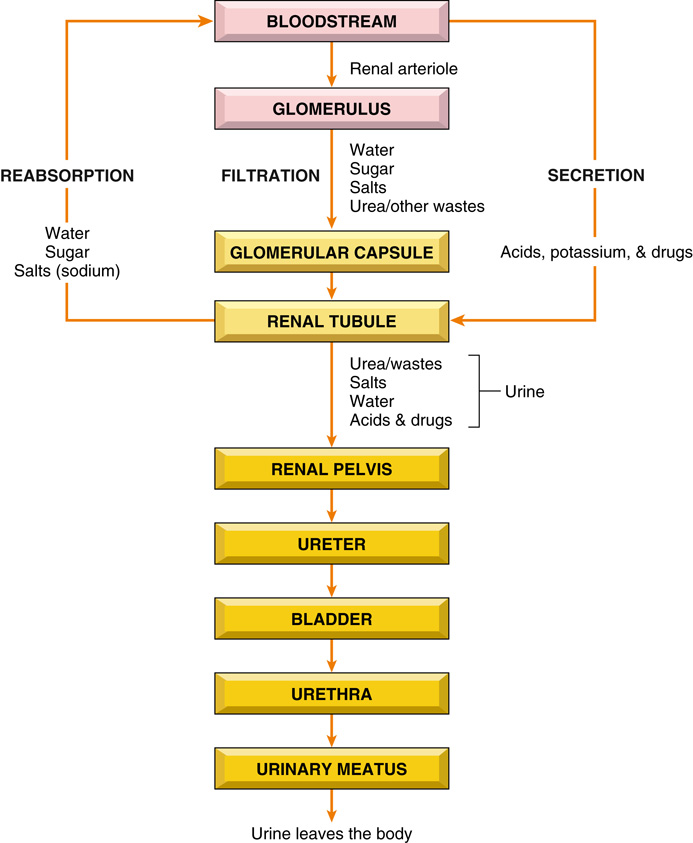 BLOODSTREAM
Renal arteriole
GLOMERULUS
REABSORPTION
Water
Sugar
Salts (sodium)
FILTRATION
Water
Sugar
Salts
Urea/other wastes
SECRETION
Acids, potassium, & drugs
GLOMERULAR CAPSULE
RENAL TUBULE
Urea/wastes
Salts
Water
Acids & drugs
Urine
RENAL PELVIS
URETER
BLADDER
URETHRA
URINARY MEATUS
Urine leaves the body